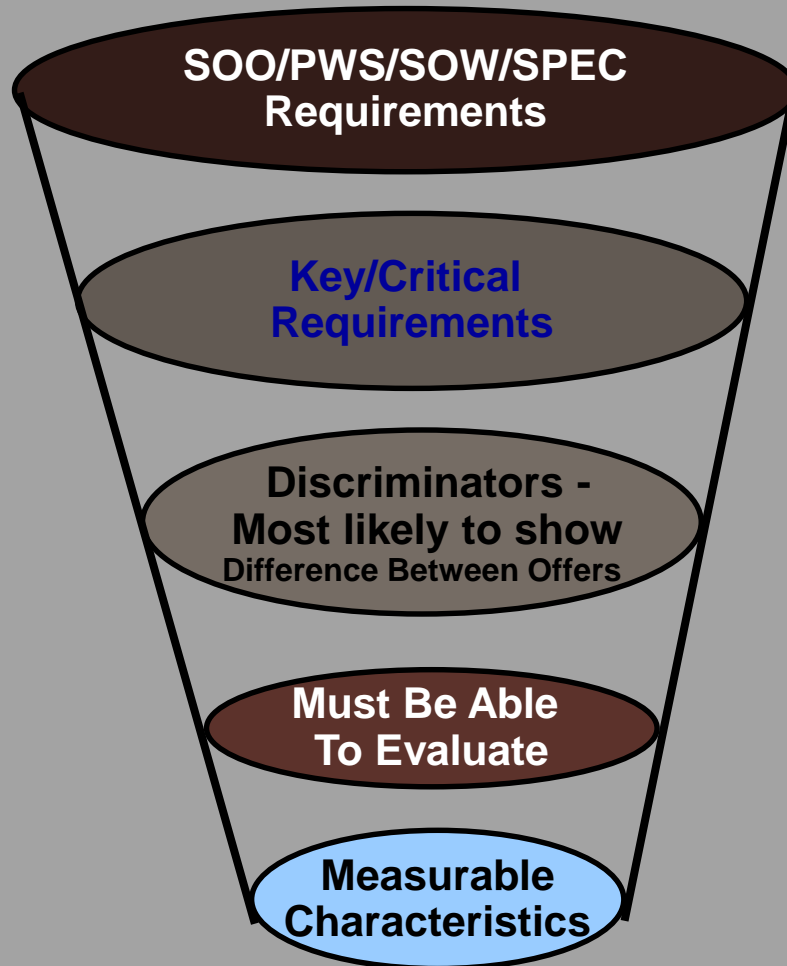 SOO/PWS/SOW/SPEC
Requirements
Key/Critical
Requirements
Discriminators -
Most likely to show
Difference Between Offers
Must Be Able
To Evaluate
Measurable
Characteristics